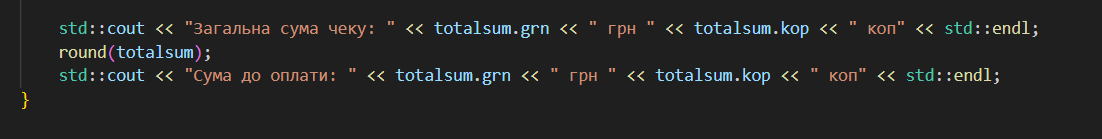 std::cout << "Загальна сума чеку: " << totalsum.grn << " грн " << totalsum.kop << " коп" << std::endl;
round(totalsum);
std::cout << "Сума до оплати: " << totalsum.grn << " грн " << totalsum.kop << " коп" << std::endl;
}